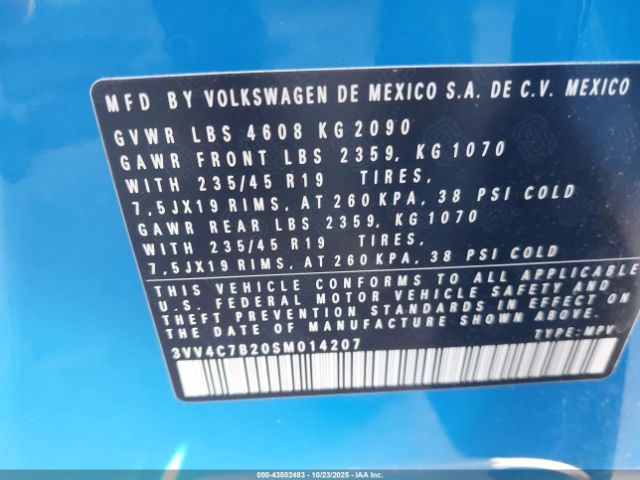 MFD BY VOLKSWAGEN DE MEXICO S.A. DE C.V. MEXICO
GVWR LBS 4608 KG 2090
GAWR FRONT LBS 2359, KG 1070
WITH 235/45 R19 TIRES,
7,5JX19 RIMS, AT 260 KPA, 38 PSI COLD
GAWR REAR LBS 2359, KG 1070
WITH 235/45 R19 TIRES,
7,5JX19 RIMS, AT 260 KPA, 38 PSI COLD
THIS VEHICLE CONFORMS TO ALL APPLICABLE
U.S. FEDERAL MOTOR VEHICLE SAFETY AND
THEFT PREVENTION STANDARDS IN EFFECT ON
THE DATE OF MANUFACTURE SHOWN ABOVE.
3VV4C7B20SM014207 TYPE: MPV
000-43502483 - 10/23/2025 - IAA Inc.